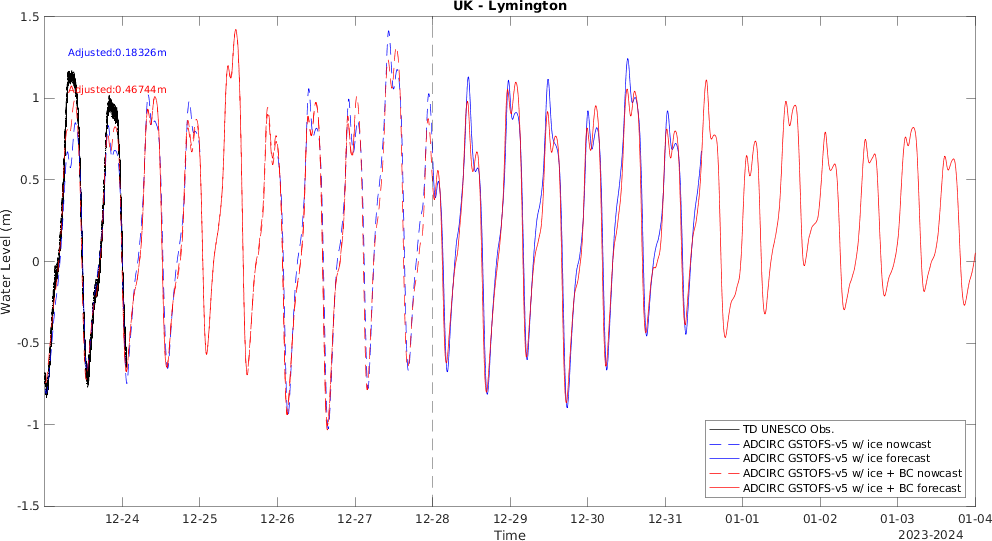 UK - Lymington
1.5
1
0.5
0
-0.5
-1
-1.5
Water Level (m)
Adjusted:0.18326m
Adjusted:0.46744m
TD UNESCO Obs.
ADCIRC GSTOFS-v5 w/ ice nowcast
ADCIRC GSTOFS-v5 w/ ice forecast
ADCIRC GSTOFS-v5 w/ ice + BC nowcast
ADCIRC GSTOFS-v5 w/ ice + BC forecast
12-24 12-25 12-26 12-27 12-28 12-29 12-30 12-31 01-01 01-02 01-03 01-04
Time
2023-2024